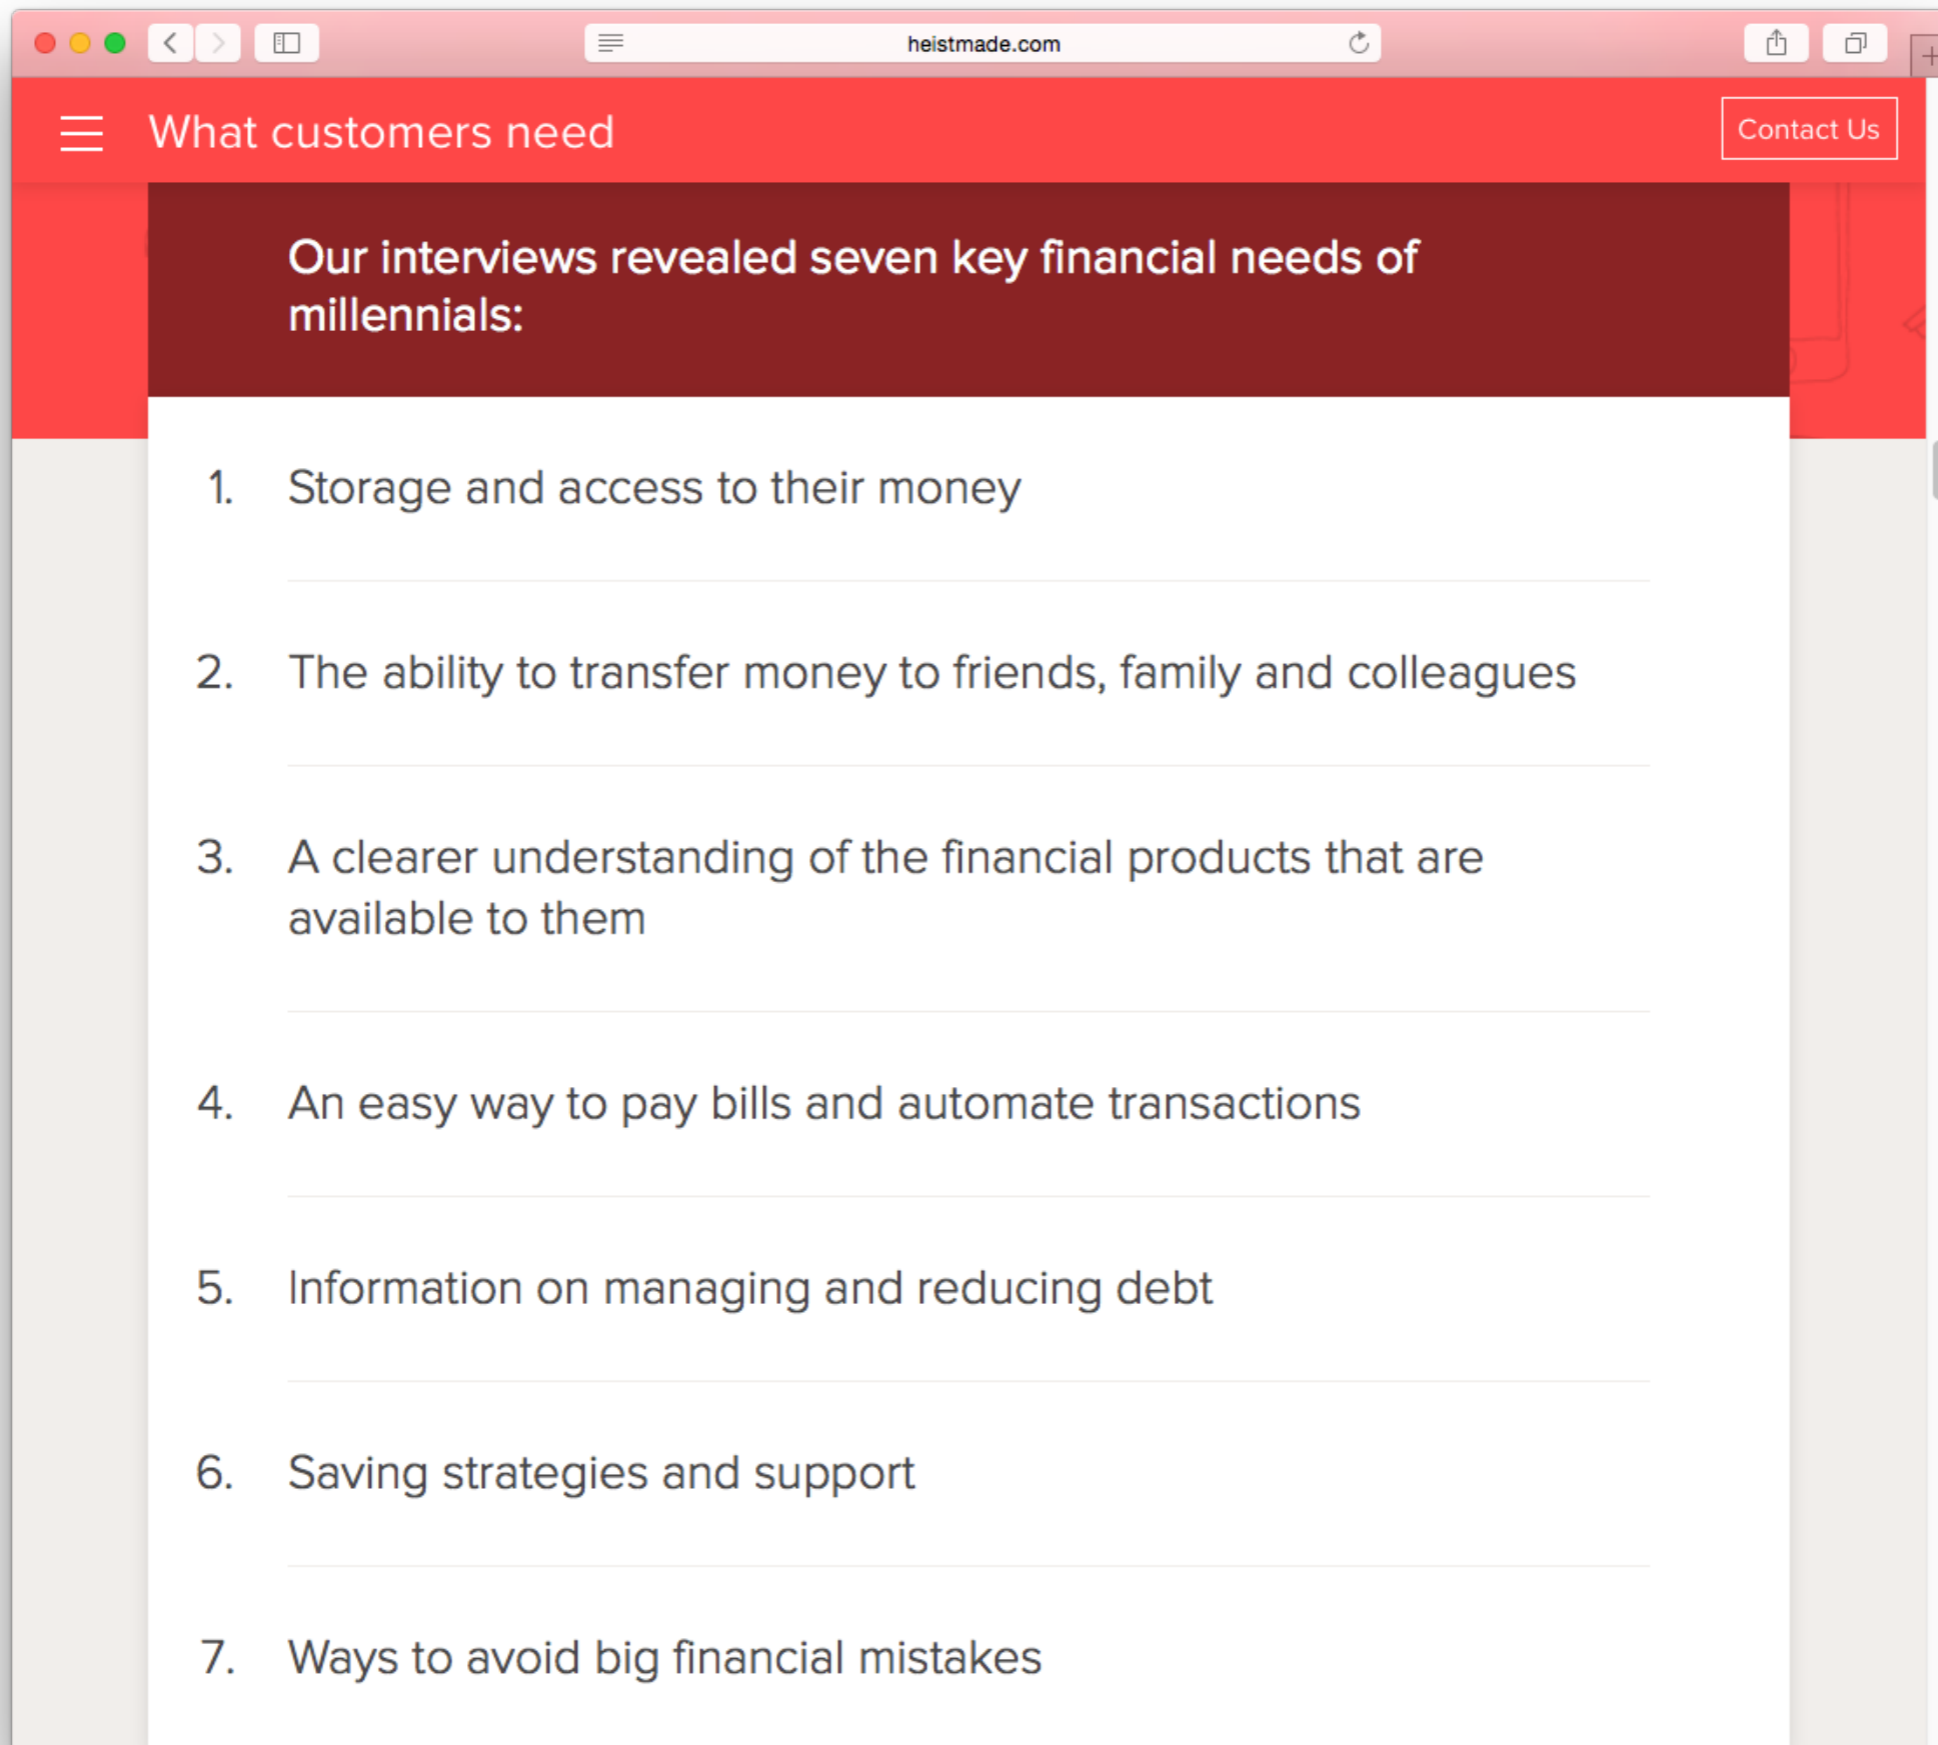 heistmade.com
What customers need
Contact Us
Our interviews revealed seven key financial needs of
millennials:
1. Storage and access to their money
2. The ability to transfer money to friends, family and colleagues
3. A clearer understanding of the financial products that are
available to them
4. An easy way to pay bills and automate transactions
5. Information on managing and reducing debt
6. Saving strategies and support
7. Ways to avoid big financial mistakes